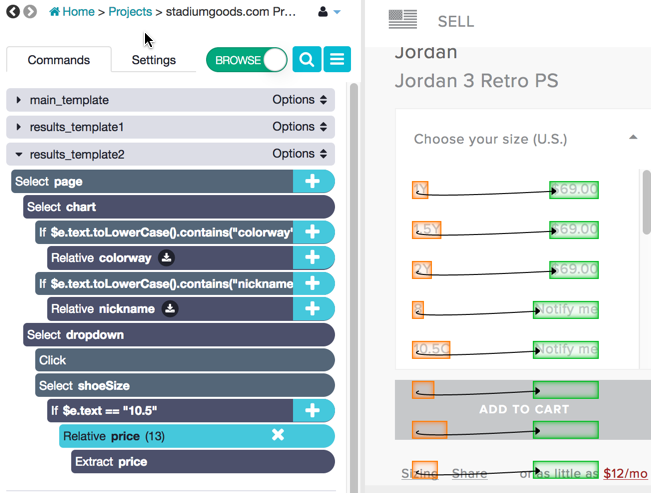 Home > Projects > stadiumgoods.com Pr...
Commands
Settings
BROWSE
main_template
Options
results_template1
Options
results_template2
Options
Select page
Select chart
If $e.text.toLowerCase().contains("colorway"
Relative colorway
If $e.text.toLowerCase().contains("nickname
Relative nickname
Select dropdown
Click
Select shoeSize
If $e.text == "10.5"
Relative price (13)
Extract price
SELL
Jordan
Jordan 3 Retro PS
Choose your size (U.S.)
1Y $69.00
1.5Y $69.00
2Y $69.00
8 Notify me
10.5C Notify me
ADD TO CART
Sizing Share or as little as $12/mo